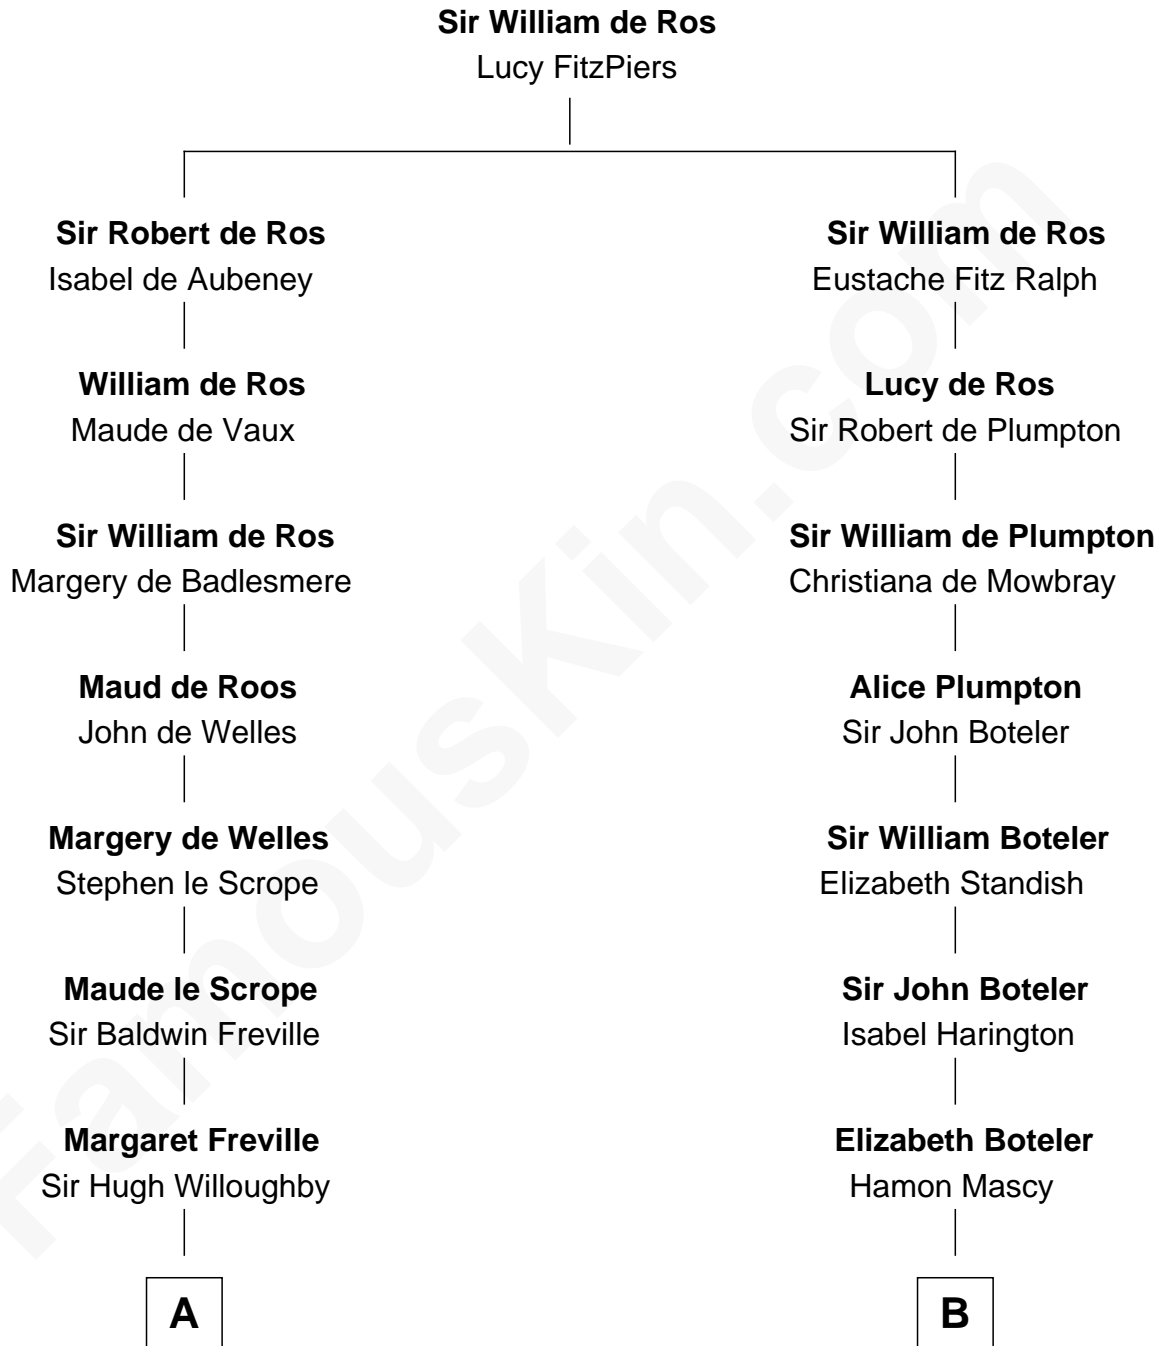 Sir William de Ros
Lucy FitzPiers
Sir Robert de Ros
Isabel de Aubeney
Sir William de Ros
Eustache Fitz Ralph
William de Ros
Maude de Vaux
Lucy de Ros
Sir Robert de Plumpton
Sir William de Ros
Margery de Badlesmere
Sir William de Plumpton
Christiana de Mowbray
Maud de Roos
John de Welles
Alice Plumpton
Sir John Boteler
Margery de Welles
Stephen le Scrope
Sir William Boteler
Elizabeth Standish
Maude le Scrope
Sir Baldwin Freville
Sir John Boteler
Isabel Harington
Margaret Freville
Sir Hugh Willoughby
Elizabeth Boteler
Hamon Mascy
A
B
FamousKin.com